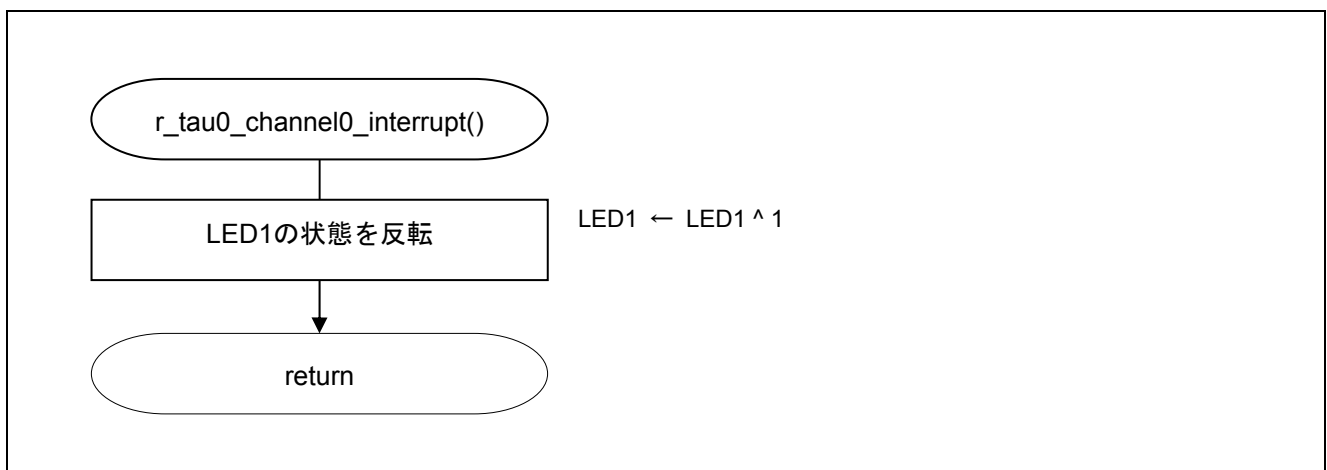 r_tau0_channel0_interrupt()
LED1の状態を反転
LED1 ← LED1 ^ 1
return